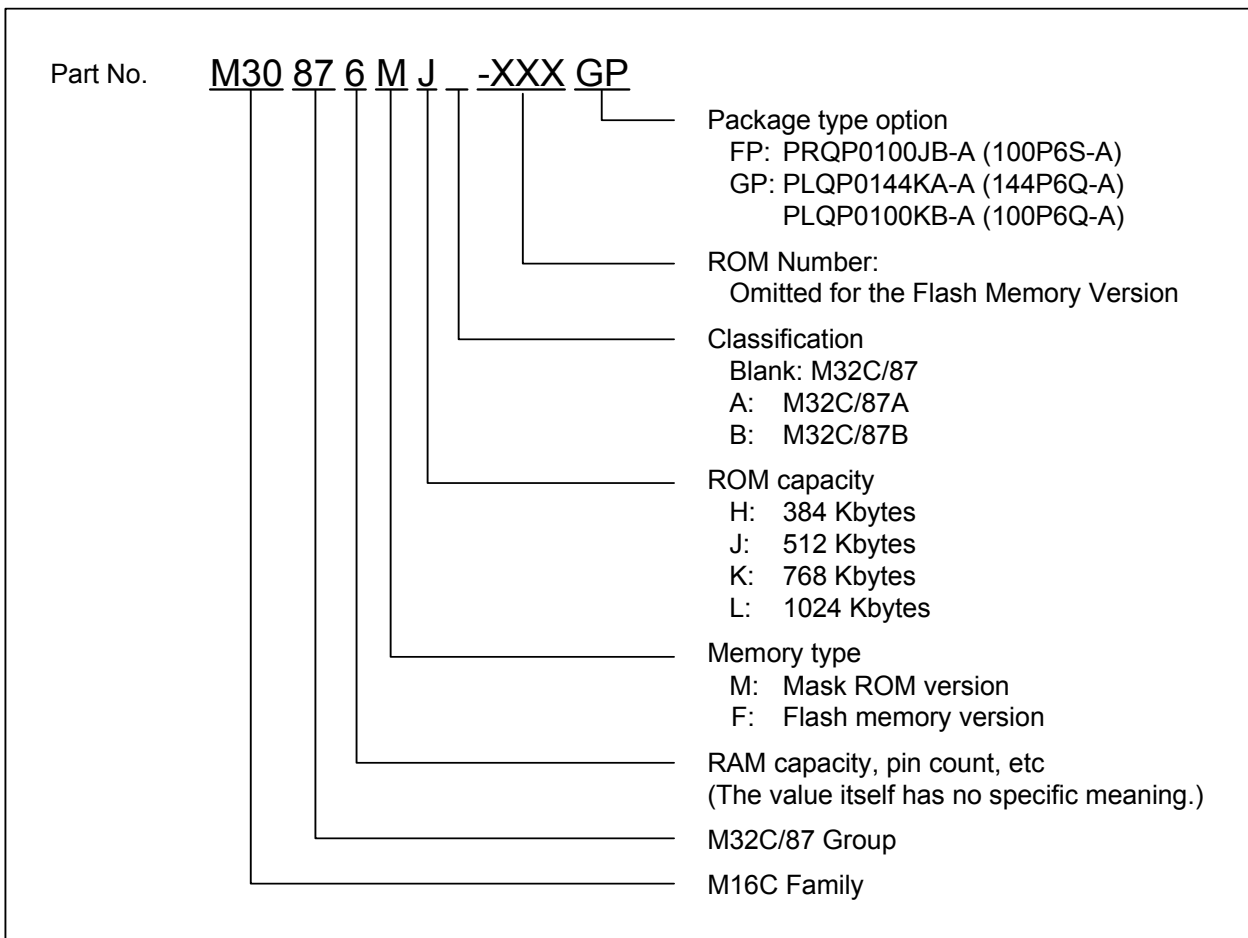 Part No. M30 87 6 M J _ -XXX GP
Package type option
FP: PRQP0100JB-A (100P6S-A)
GP: PLQP0144KA-A (144P6Q-A)
PLQP0100KB-A (100P6Q-A)
ROM Number:
Omitted for the Flash Memory Version
Classification
Blank: M32C/87
A: M32C/87A
B: M32C/87B
ROM capacity
H: 384 Kbytes
J: 512 Kbytes
K: 768 Kbytes
L: 1024 Kbytes
Memory type
M: Mask ROM version
F: Flash memory version
RAM capacity, pin count, etc
(The value itself has no specific meaning.)
M32C/87 Group
M16C Family